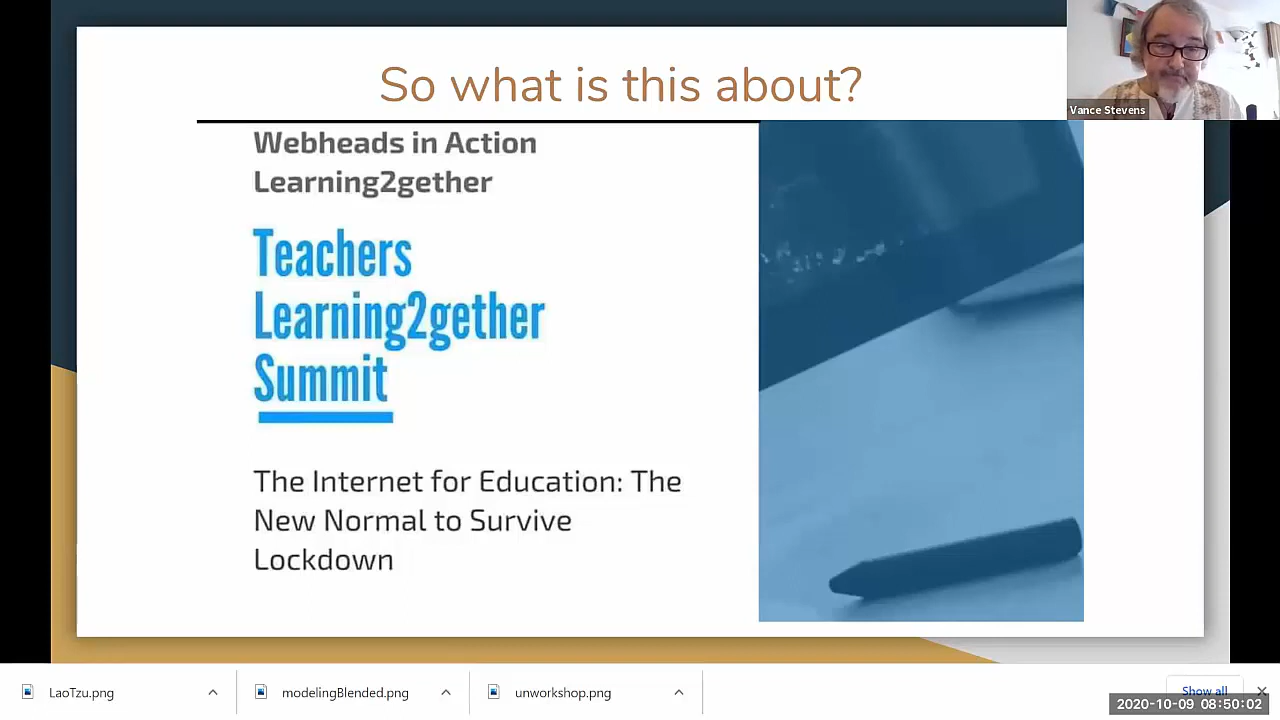 So what is this about?
Vance Stevens
Webheads in Action
Learning2gether
Teachers
Learning2gether
Summit
The Internet for Education: The
New Normal to Survive
Lockdown
LaoTzu.png
modelingBlended.png
unworkshop.png
Show all
2020-10-09 08:50:02